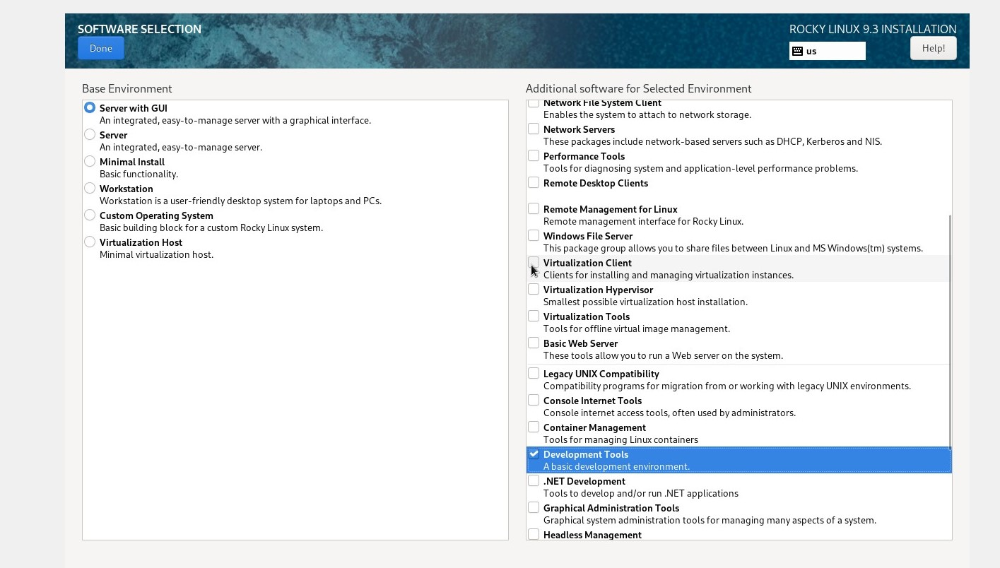 SOFTWARE SELECTION
ROCKY LINUX 9.3 INSTALLATION
Done
us
Help!
Base Environment
Server with GUI
An integrated, easy-to-manage server with a graphical interface.
Server
An integrated, easy-to-manage server.
Minimal Install
Basic functionality.
Workstation
Workstation is a user-friendly desktop system for laptops and PCs.
Custom Operating System
Basic building block for a custom Rocky Linux system.
Virtualization Host
Minimal virtualization host.
Additional software for Selected Environment
Network File System Client
Enables the system to attach to network storage.
Network Servers
These packages include network-based servers such as DHCP, Kerberos and NIS.
Performance Tools
Tools for diagnosing system and application-level performance problems.
Remote Desktop Clients
Remote Management for Linux
Remote management interface for Rocky Linux.
Windows File Server
This package group allows you to share files between Linux and MS Windows(tm) systems.
Virtualization Client
Clients for installing and managing virtualization instances.
Virtualization Hypervisor
Smallest possible virtualization host installation.
Virtualization Tools
Tools for offline virtual image management.
Basic Web Server
These tools allow you to run a Web server on the system.
Legacy UNIX Compatibility
Compatibility programs for migration from or working with legacy UNIX environments.
Console Internet Tools
Console internet access tools, often used by administrators.
Container Management
Tools for managing Linux containers
Development Tools
A basic development environment.
.NET Development
Tools to develop and/or run .NET applications
Graphical Administration Tools
Graphical system administration tools for managing many aspects of a system.
Headless Management